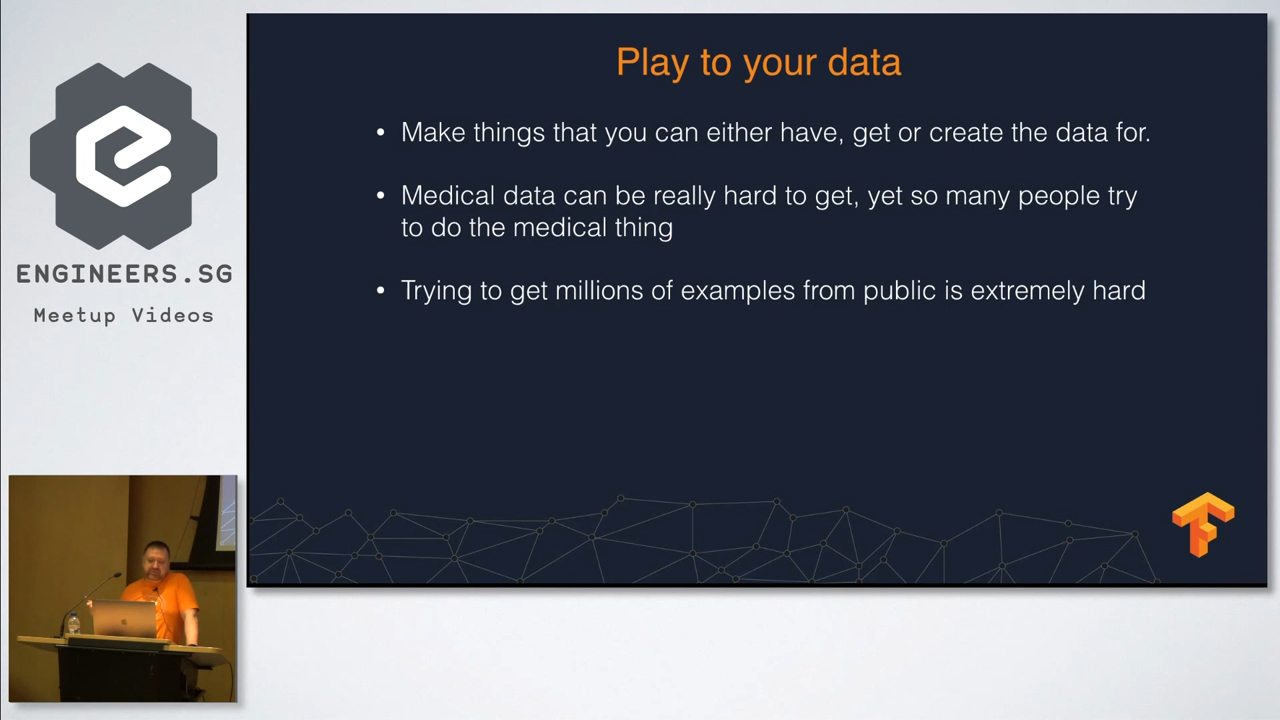 ENGINEERS.SG
Meetup Videos
Play to your data
• Make things that you can either have, get or create the data for.
• Medical data can be really hard to get, yet so many people try
to do the medical thing
• Trying to get millions of examples from public is extremely hard